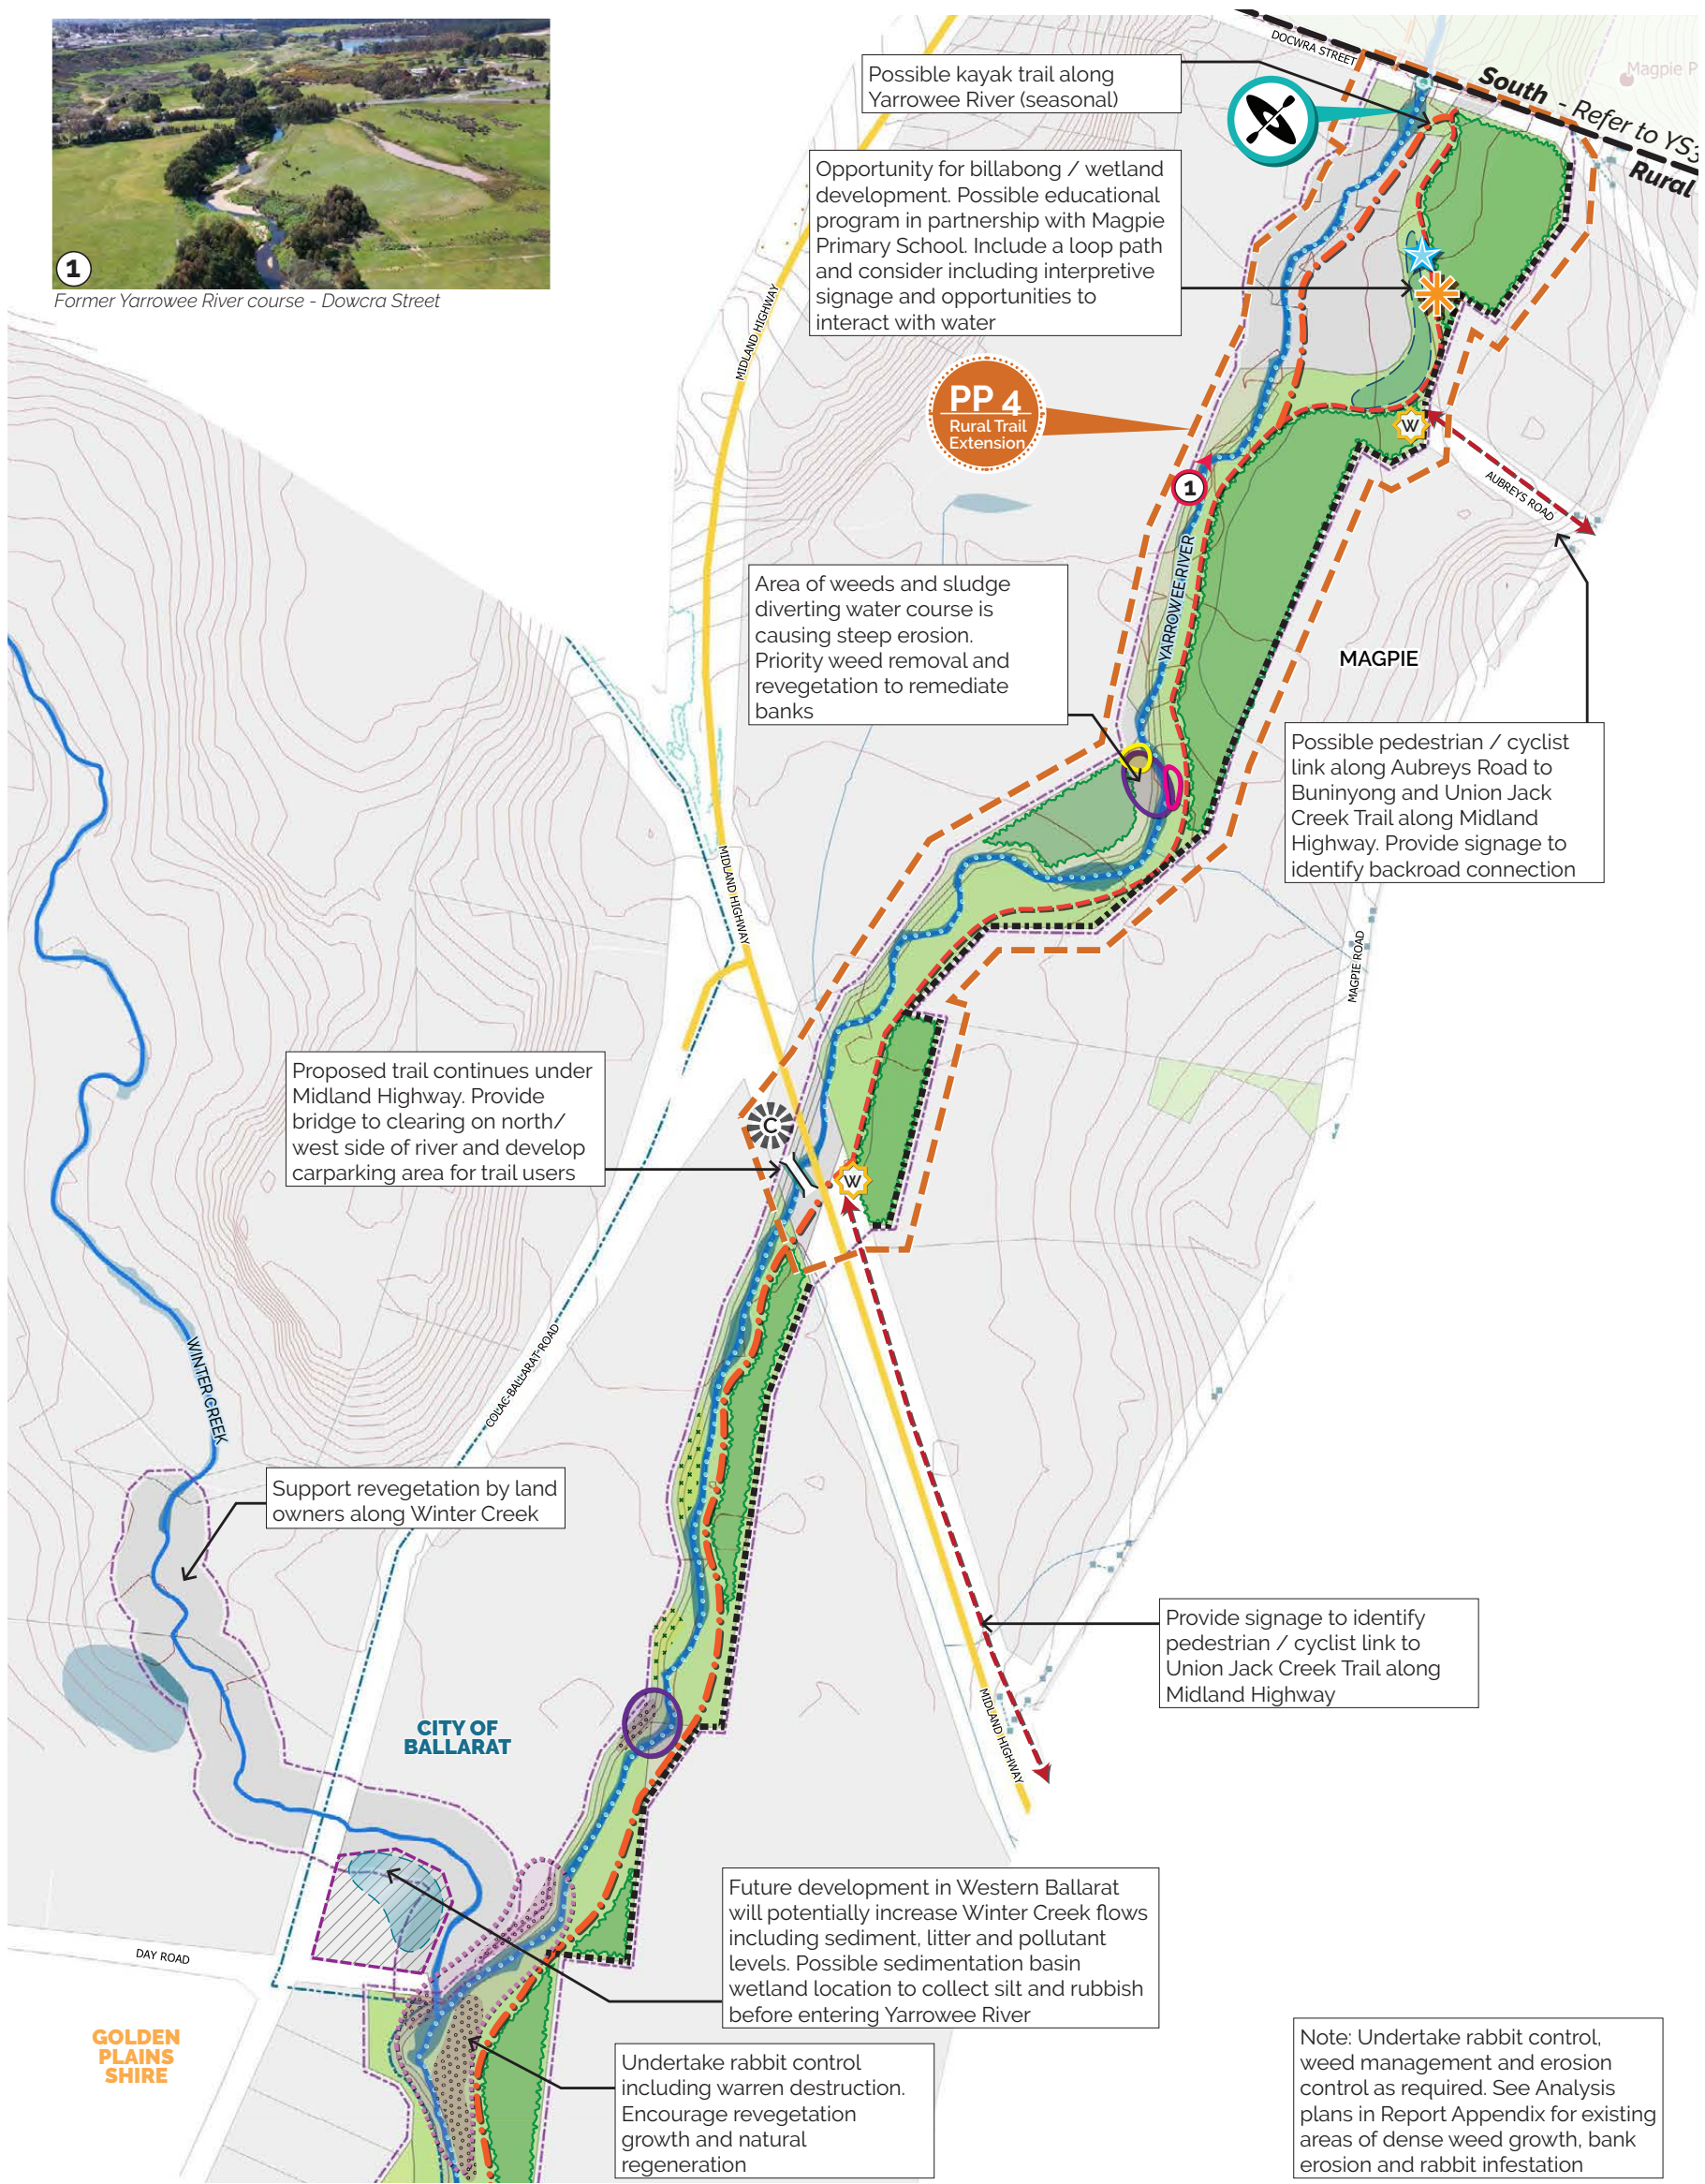 1
Former Yarrowee River course - Dowcra Street
DOCWRA STREET
South - Refer to YS3
Rural
Magpie P
Possible kayak trail along
Yarrowee River (seasonal)
Opportunity for billabong / wetland
development. Possible educational
program in partnership with Magpie
Primary School. Include a loop path
and consider including interpretive
signage and opportunities to
interact with water
MIDLAND HIGHWAY
PP 4
Rural Trail
Extension
W
1
AUBREYS ROAD
YARROWEE RIVER
Area of weeds and sludge
diverting water course is
causing steep erosion.
Priority weed removal and
revegetation to remediate
banks
MAGPIE
Possible pedestrian / cyclist
link along Aubreys Road to
Buninyong and Union Jack
Creek Trail along Midland
Highway. Provide signage to
identify backroad connection
MIDLAND HIGHWAY
MAGPIE ROAD
Proposed trail continues under
Midland Highway. Provide
bridge to clearing on north/
west side of river and develop
carparking area for trail users
C
W
WINTER CREEK
COLAC-BALLARAT-ROAD
Support revegetation by land
owners along Winter Creek
Provide signage to identify
pedestrian / cyclist link to
Union Jack Creek Trail along
Midland Highway
MIDLAND HIGHWAY
CITY OF
BALLARAT
Future development in Western Ballarat
will potentially increase Winter Creek flows
including sediment, litter and pollutant
levels. Possible sedimentation basin
wetland location to collect silt and rubbish
before entering Yarrowee River
DAY ROAD
GOLDEN
PLAINS
SHIRE
Undertake rabbit control
including warren destruction.
Encourage revegetation
growth and natural
regeneration
Note: Undertake rabbit control,
weed management and erosion
control as required. See Analysis
plans in Report Appendix for existing
areas of dense weed growth, bank
erosion and rabbit infestation